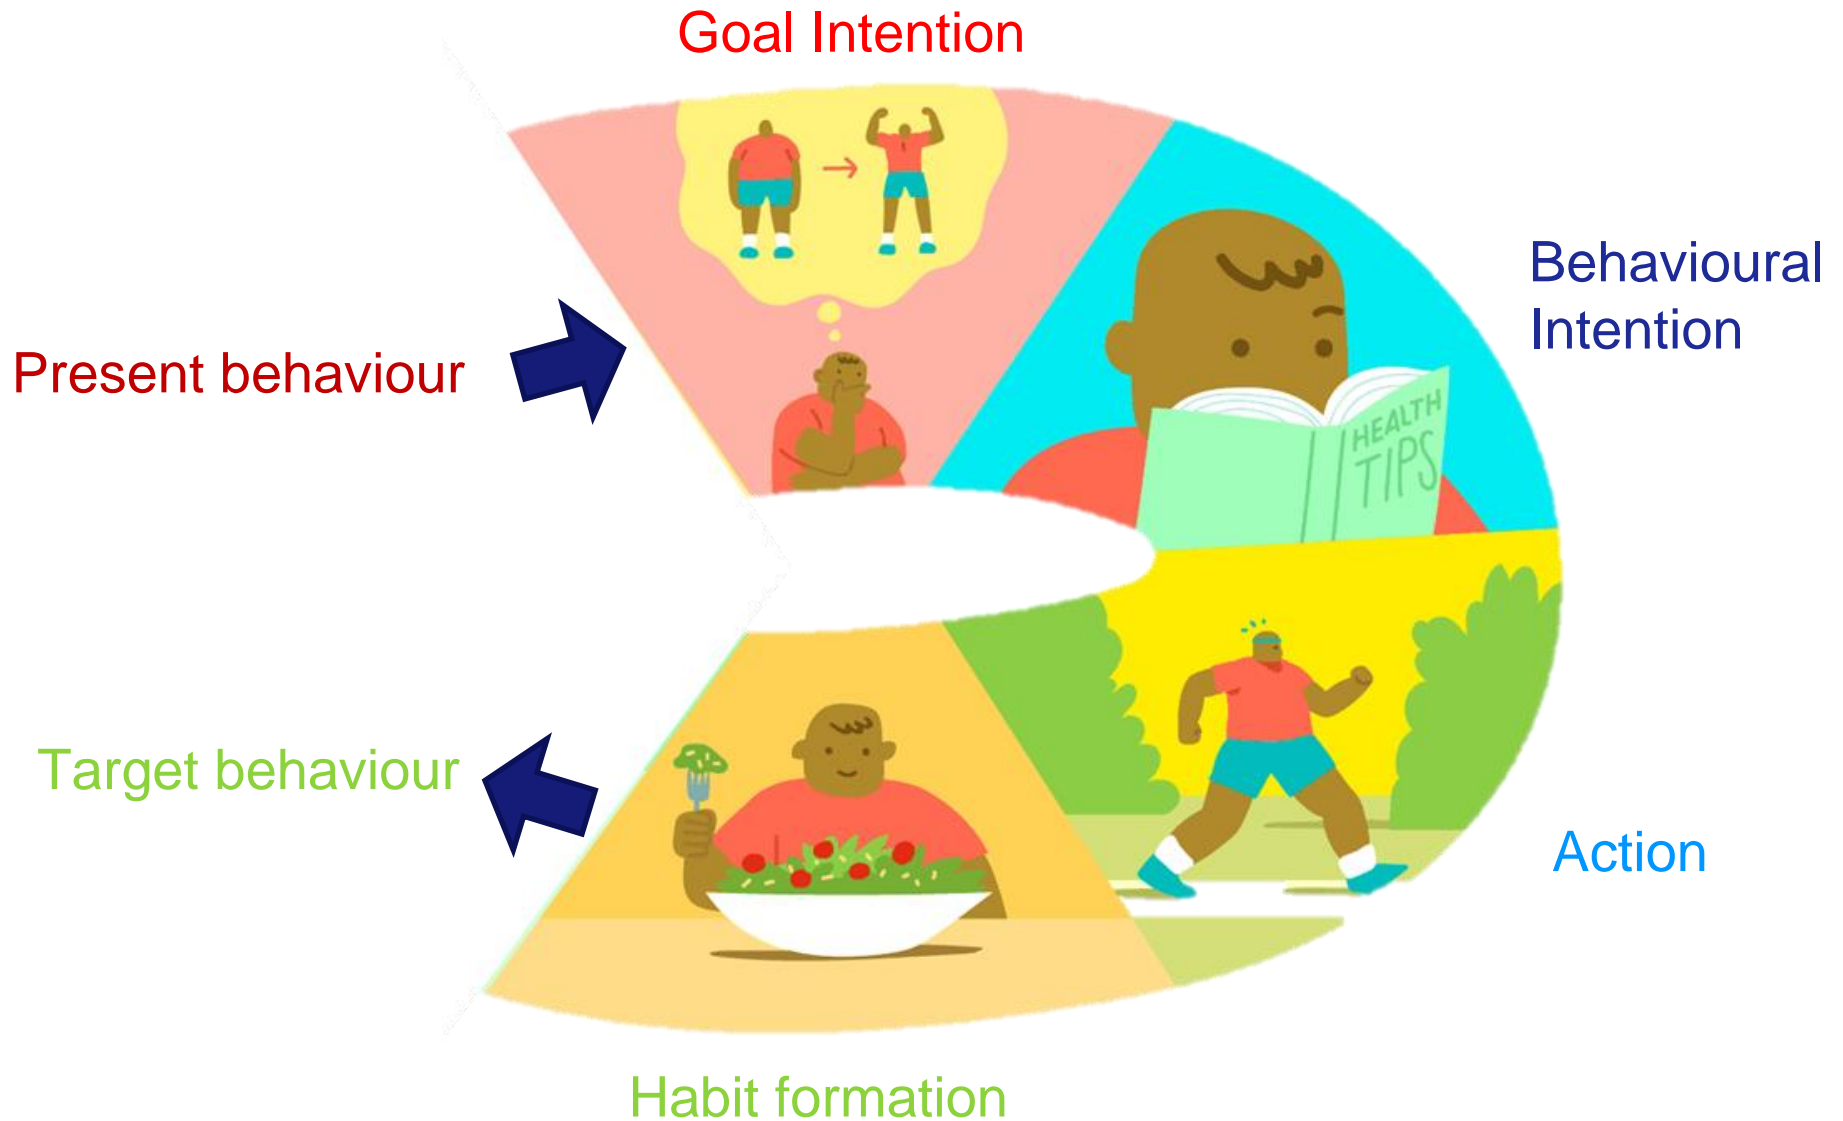 Goal Intention
Behavioural
Intention
HEALTH
TIPS
Present behaviour
Target behaviour
Action
Habit formation